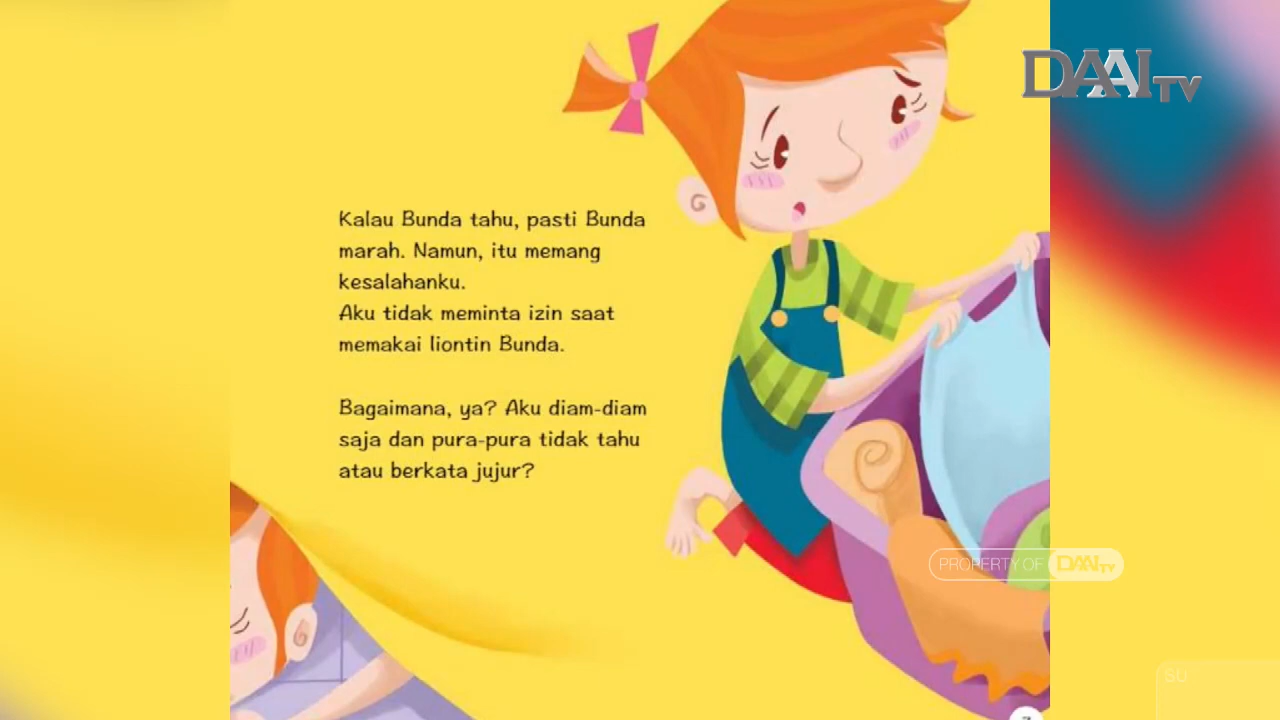 DAAI TV
Kalau Bunda tahu, pasti Bunda
marah. Namun, itu memang
kesalahanku.
Aku tidak meminta izin saat
memakai liontin Bunda.
Bagaimana, ya? Aku diam-diam
saja dan pura-pura tidak tahu
atau berkata jujur?
PROPERTY OF DAAI TV
SU